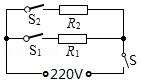 S₂ R₂
S₁ R₁
S
220V